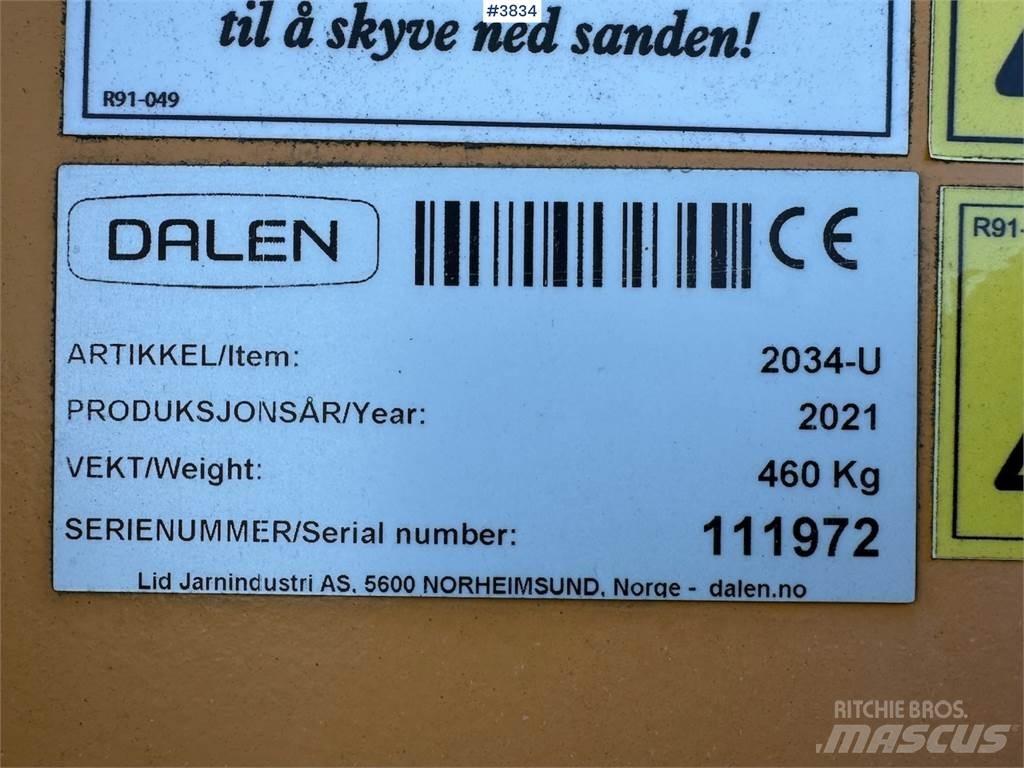 #3834
til å skyve ned sanden!
R91-049
DALEN
CE
R91-
ARTIKKEL/Item: 2034-U
PRODUKSJONSÅR/Year: 2021
VEKT/Weight: 460 Kg
SERIENUMMER/Serial number: 111972
Lid Jarnindustri AS, 5600 NORHEIMSUND, Norge - dalen.no
RITCHIE BROS.
MASCUS